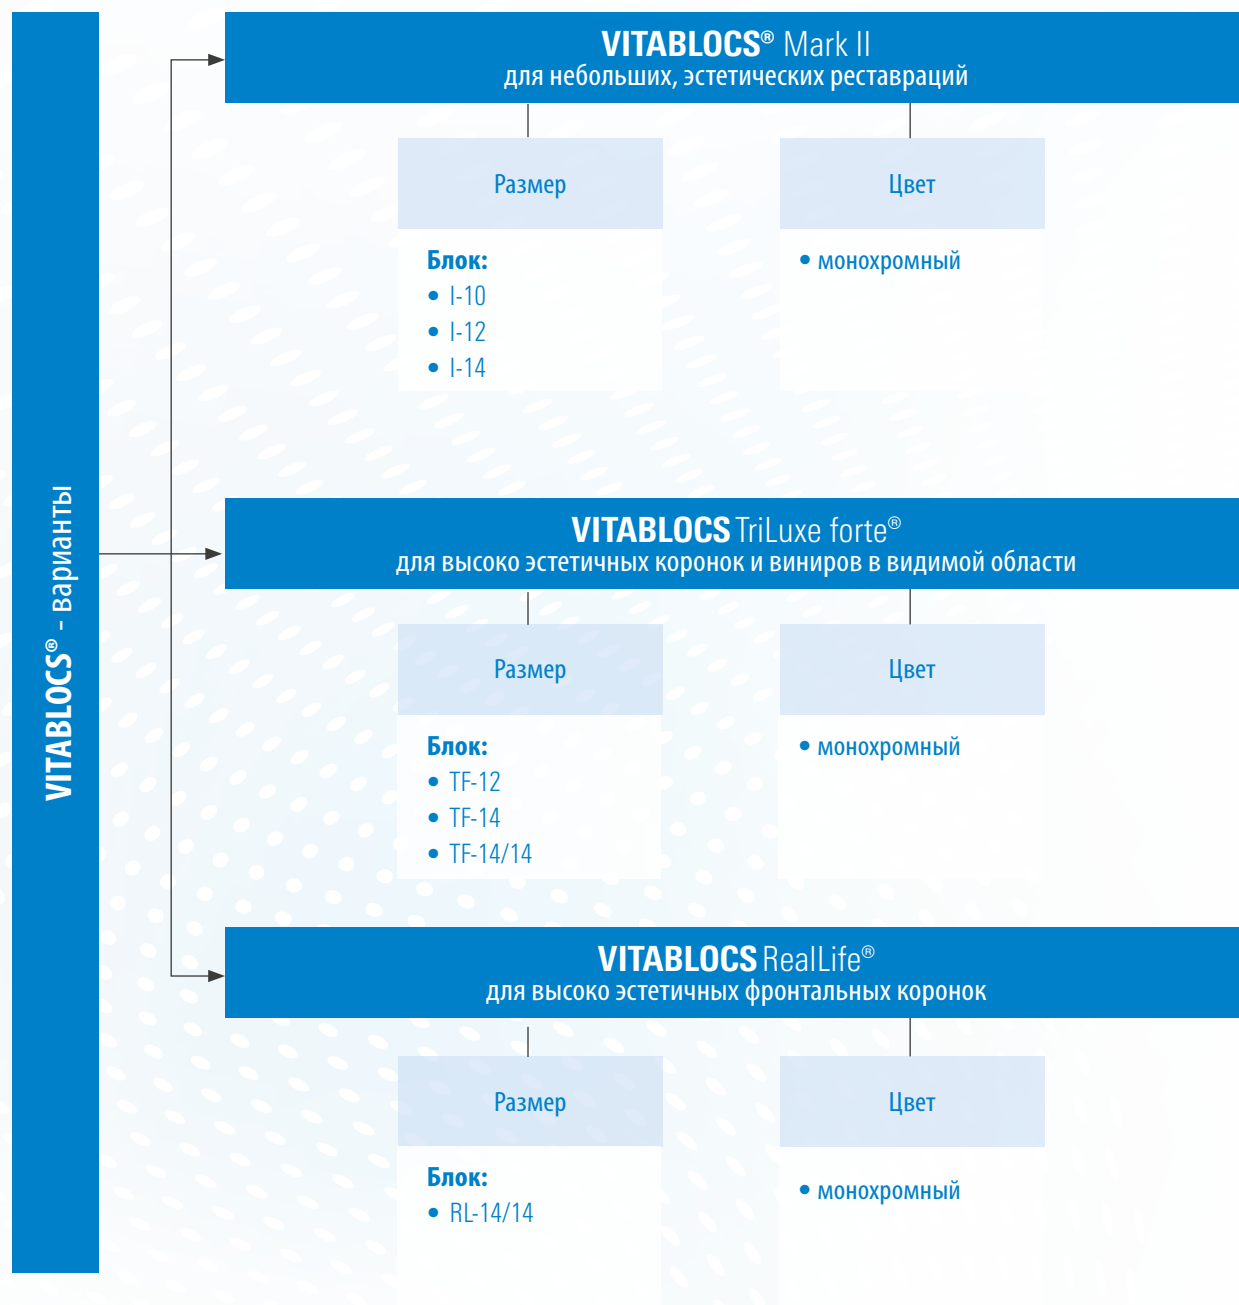 VITABLOCS® - варианты
VITABLOCS® Mark II
для небольших, эстетических реставраций
Размер
Блок:
• I-10
• I-12
• I-14
Цвет
• монохромный
VITABLOCS TriLuxe forte®
для высоко эстетичных коронок и виниров в видимой области
Размер
Блок:
• TF-12
• TF-14
• TF-14/14
Цвет
• монохромный
VITABLOCS RealLife®
для высоко эстетичных фронтальных коронок
Размер
Блок:
• RL-14/14
Цвет
• монохромный